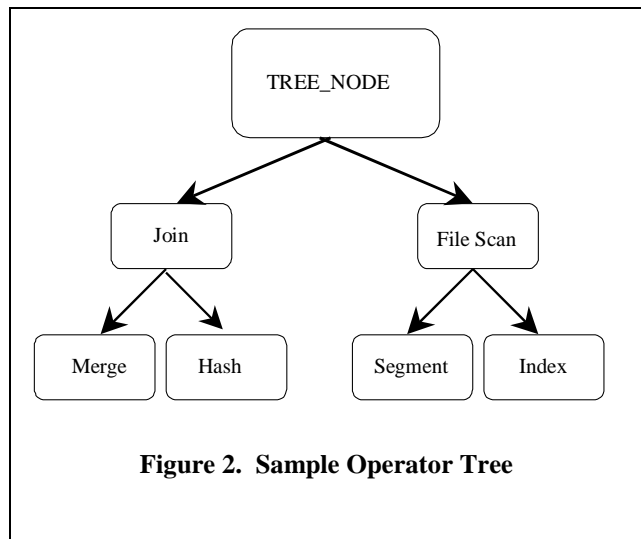 TREE_NODE
Join
File Scan
Merge
Hash
Segment
Index
Figure 2. Sample Operator Tree